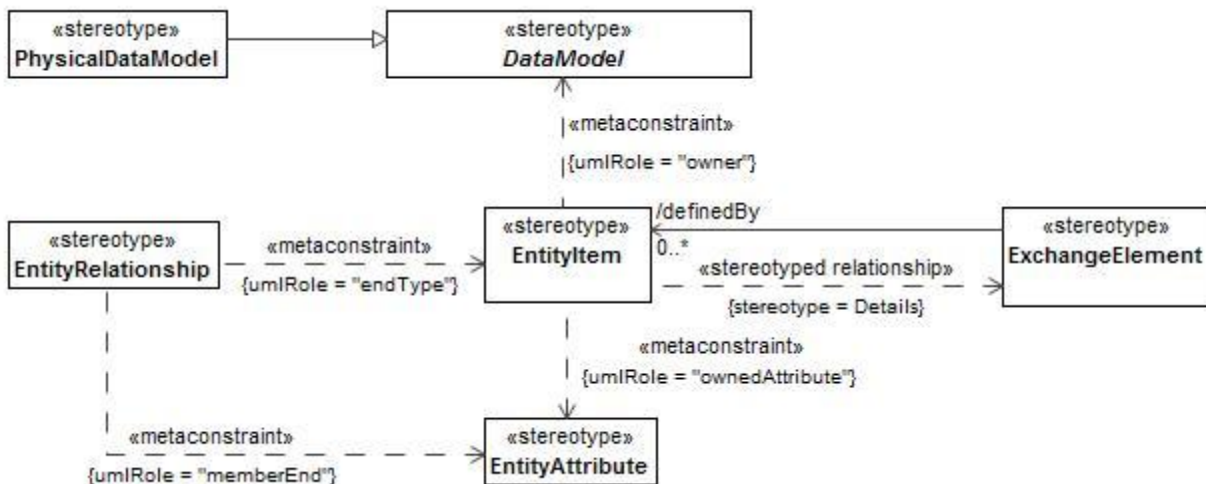 «stereotype»
PhysicalDataModel
«stereotype»
DataModel
«metaconstraint»
{umlRole = "owner"}
«stereotype»
EntityRelationship
«metaconstraint»
{umlRole = "endType"}
«stereotype»
EntityItem
/definedBy
0..*
«stereotyped relationship»
{stereotype = Details}
«stereotype»
ExchangeElement
«metaconstraint»
{umlRole = "ownedAttribute"}
«metaconstraint»
{umlRole = "memberEnd"}
«stereotype»
EntityAttribute